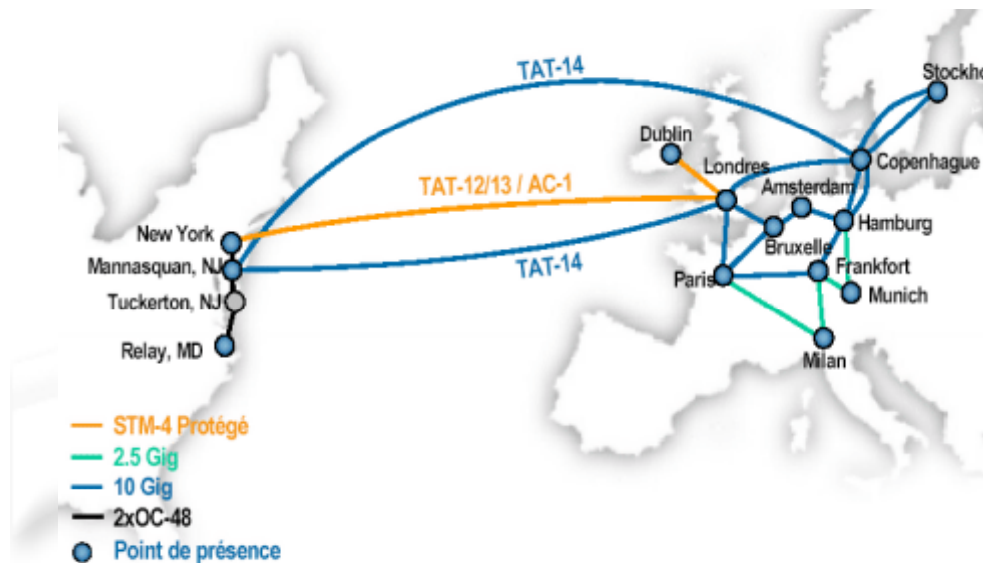 TAT-14
Stockho
Dublin
Londres
Copenhague
TAT-12/13 / AC-1
Amsterdam
New York
Hamburg
Bruxelle
Mannasquan, NJ
TAT-14
Paris
Frankfort
Tuckerton, NJ
Munich
Relay, MD
Milan
STM-4 Protégé
2.5 Gig
10 Gig
2xOC-48
Point de présence